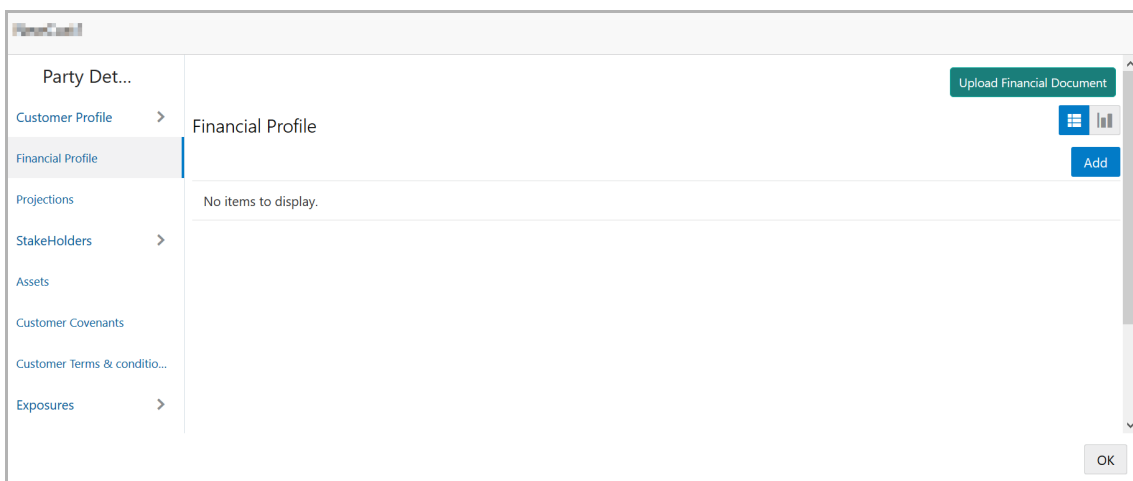 Party Det...
Customer Profile
Financial Profile
Projections
StakeHolders
Assets
Customer Covenants
Customer Terms & conditio...
Exposures
Upload Financial Document
Financial Profile
Add
No items to display.
OK